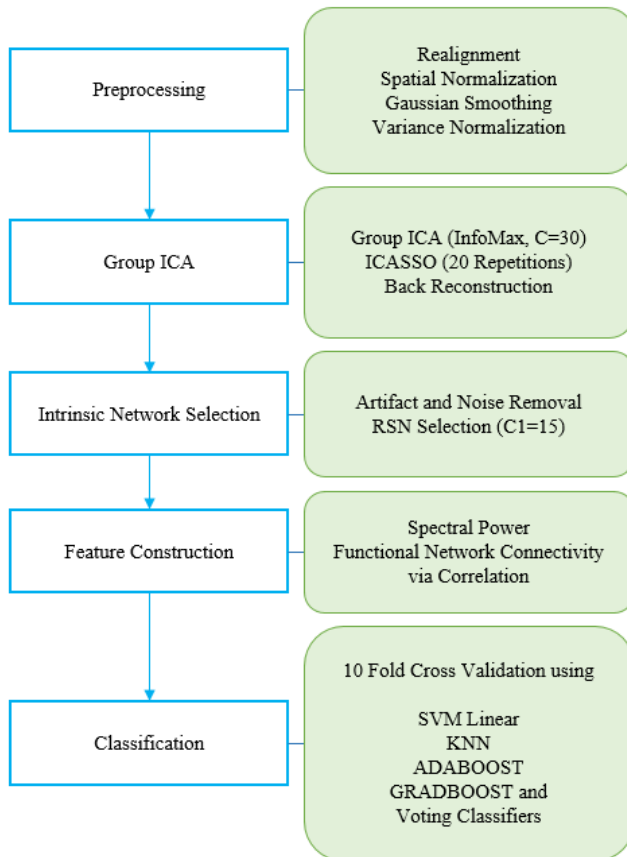 Preprocessing
Realignment
Spatial Normalization
Gaussian Smoothing
Variance Normalization
Group ICA
Group ICA (InfoMax, C=30)
ICASSO (20 Repetitions)
Back Reconstruction
Intrinsic Network Selection
Artifact and Noise Removal
RSN Selection (C1=15)
Feature Construction
Spectral Power
Functional Network Connectivity
via Correlation
Classification
10 Fold Cross Validation using
SVM Linear
KNN
ADABOOST
GRADBOOST and
Voting Classifiers